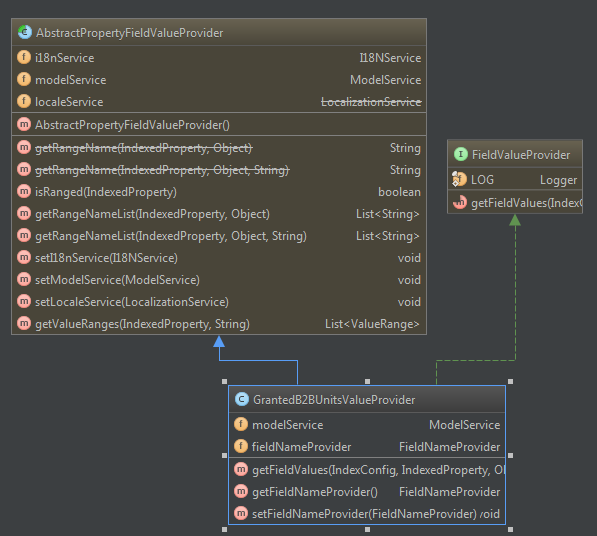 AbstractPropertyFieldValueProvider
i18nService I18NService
modelService ModelService
localeService LocalizationService
AbstractPropertyFieldValueProvider()
getRangeName(IndexedProperty, Object) String
getRangeName(IndexedProperty, Object, String) String
isRanged(IndexedProperty) boolean
getRangeNameList(IndexedProperty, Object) List<String>
getRangeNameList(IndexedProperty, Object, String) List<String>
setI18nService(I18NService) void
setModelService(ModelService) void
setLocaleService(LocalizationService) void
getValueRanges(IndexedProperty, String) List<ValueRange>
FieldValueProvider
LOG Logger
getFieldValues(IndexC
GrantedB2BUnitsValueProvider
modelService ModelService
fieldNameProvider FieldNameProvider
getFieldValues(IndexConfig, IndexedProperty, Ob
getFieldNameProvider() FieldNameProvider
setFieldNameProvider(FieldNameProvider) void